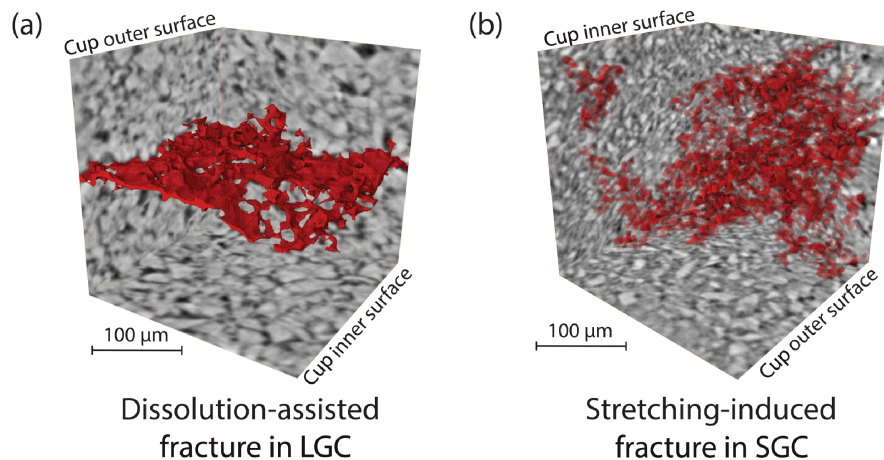 (a)
Cup outer surface
Cup inner surface
100 µm
Dissolution-assisted
fracture in LGC
(b)
Cup inner surface
Cup outer surface
100 µm
Stretching-induced
fracture in SGC